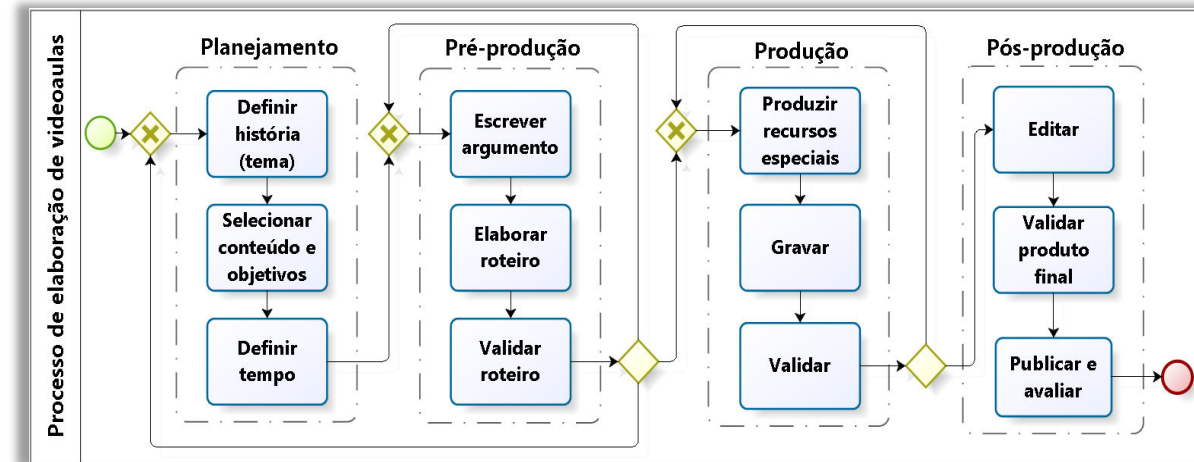 Processo de elaboração de videoaulas
Planejamento
Definir
história
(tema)
Selecionar
conteúdo e
objetivos
Definir
tempo
Pré-produção
Escrever
argumento
Elaborar
roteiro
Validar
roteiro
Produção
Produzir
recursos
especiais
Gravar
Validar
Pós-produção
Editar
Validar
produto
final
Publicar e
avaliar